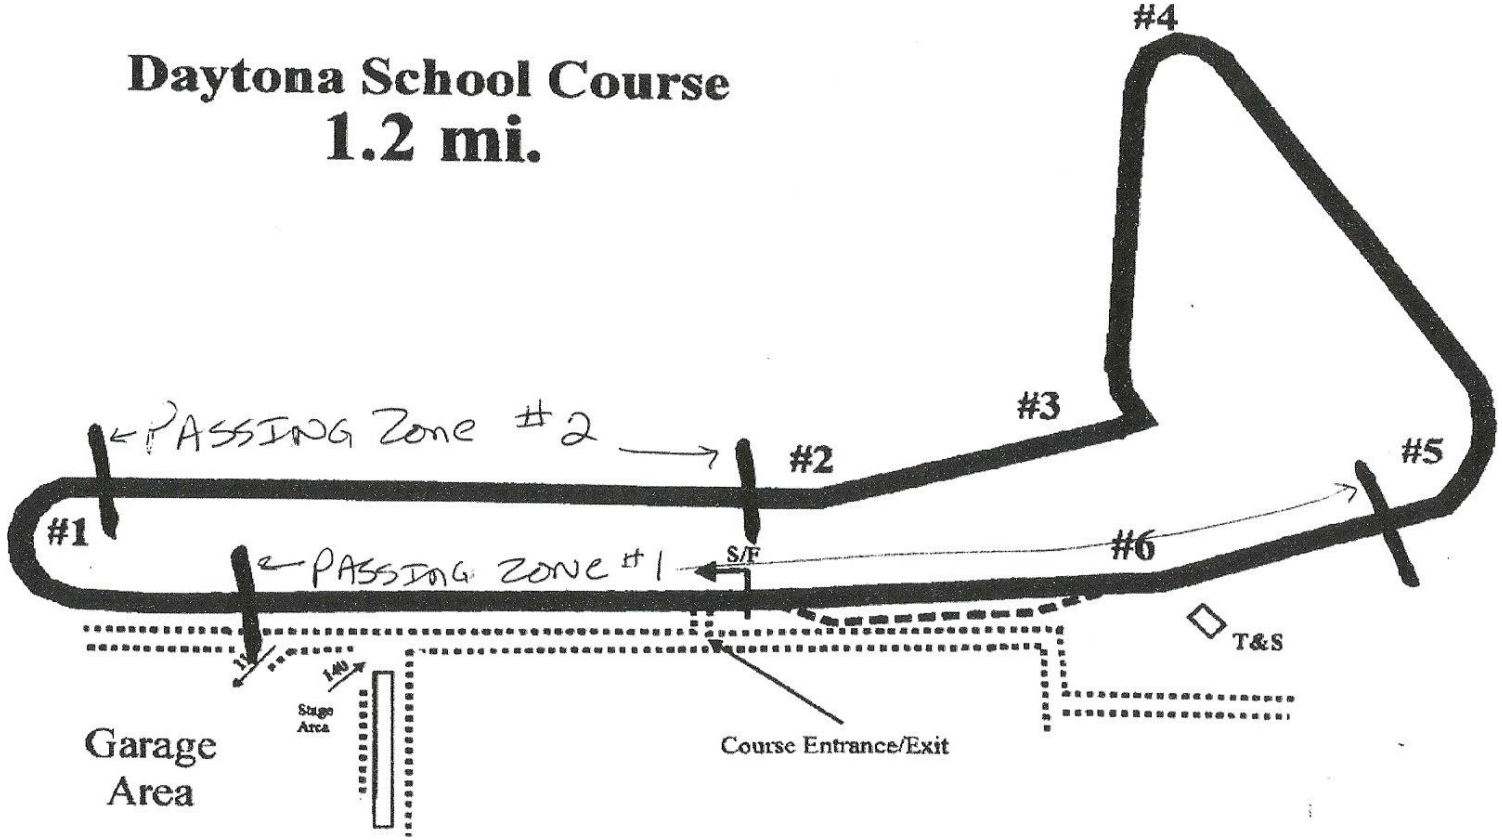 #4
Daytona School Course
1.2 mi.
#3
PASSING Zone #2
#2
#5
#1
#6
S/F
PASSING ZONE #1
T&S
140
Stage
Area
Garage
Area
Course Entrance/Exit